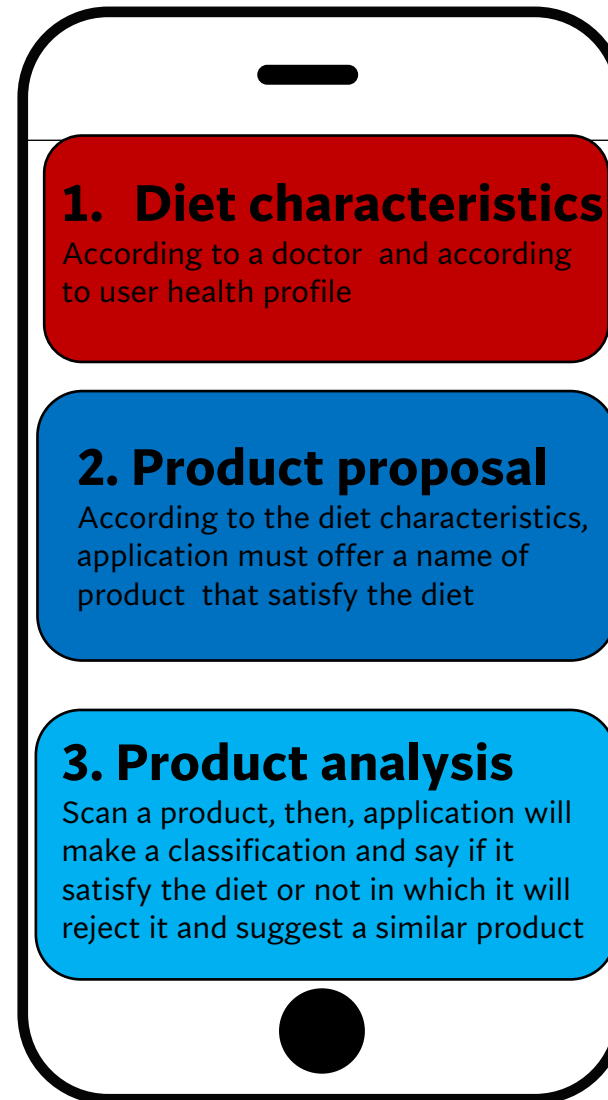 1. Diet characteristics
According to a doctor and according
to user health profile
2. Product proposal
According to the diet characteristics,
application must offer a name of
product that satisfy the diet
3. Product analysis
Scan a product, then, application will
make a classification and say if it
satisfy the diet or not in which it will
reject it and suggest a similar product